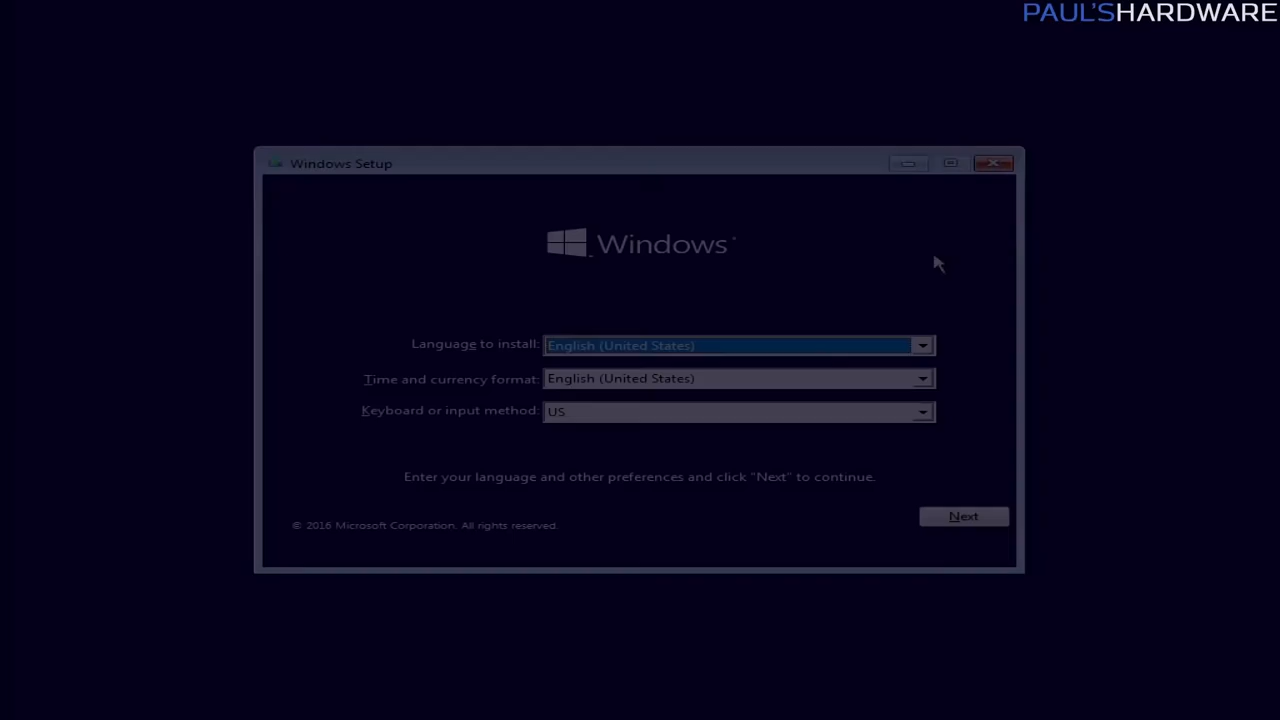 PAUL'SHARDWARE
Windows Setup
Windows
Language to install: English (United States)
Time and currency format: English (United States)
Keyboard or input method: US
Enter your language and other preferences and click "Next" to continue.
© 2016 Microsoft Corporation. All rights reserved.
Next